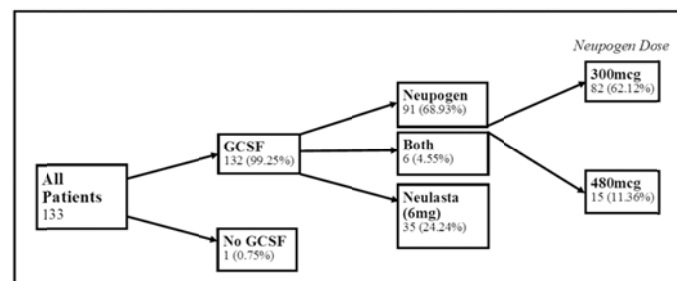 Neupogen Dose
300mcg
82 (62.12%)
Neupogen
91 (68.93%)
GCSF
132 (99.25%)
Both
6 (4.55%)
All
Patients
133
480mcg
15 (11.36%)
Neulasta
(6mg)
35 (24.24%)
No GCSF
1 (0.75%)